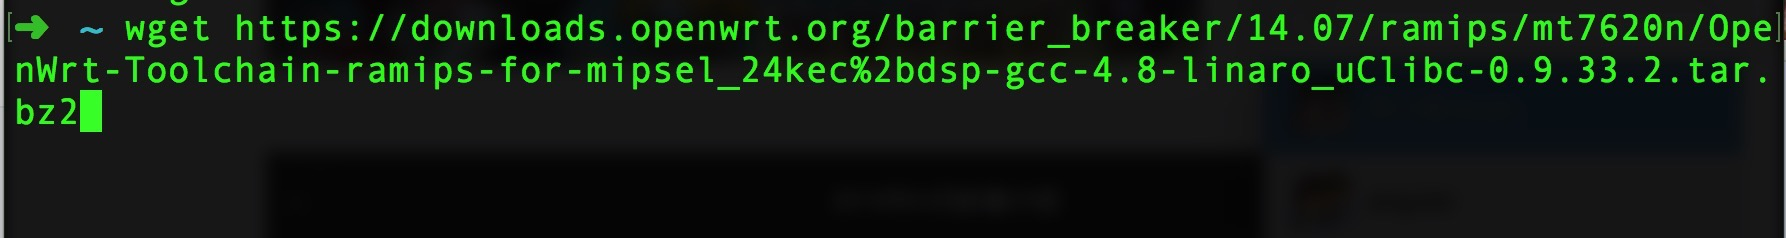 [➜ ~ wget https://downloads.openwrt.org/barrier_breaker/14.07/ramips/mt7620n/Ope]
nWrt-Toolchain-ramips-for-mipsel_24kec%2bdsp-gcc-4.8-linaro_uClibc-0.9.33.2.tar.
bz2